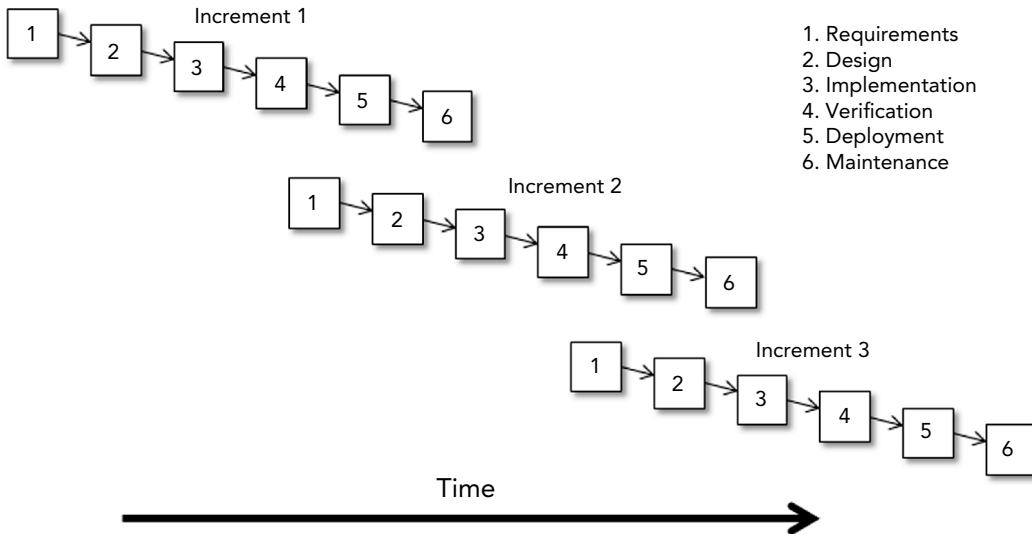 Increment 1
1
2
3
4
5
6
1. Requirements
2. Design
3. Implementation
4. Verification
5. Deployment
6. Maintenance
Increment 2
1
2
3
4
5
6
Increment 3
1
2
3
4
5
6
Time